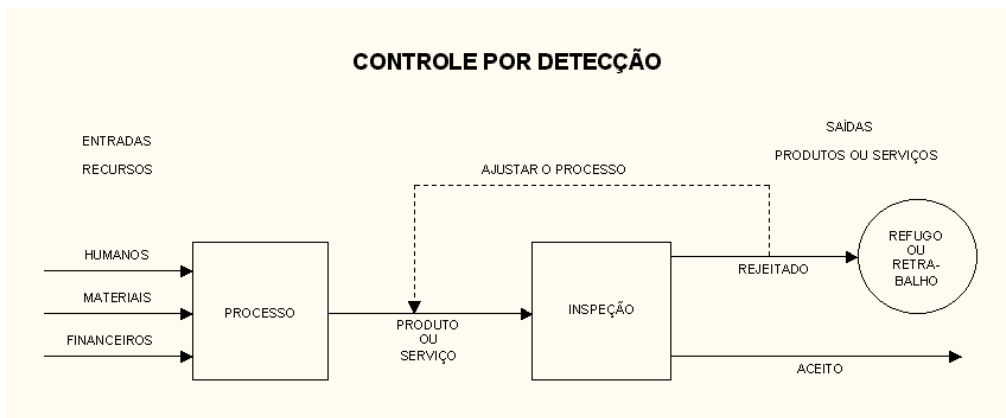 CONTROLE POR DETECÇÃO
ENTRADAS
RECURSOS
SAÍDAS
PRODUTOS OU SERVIÇOS
AJUSTAR O PROCESSO
HUMANOS
MATERIAIS
FINANCEIROS
PROCESSO
PRODUTO
OU
SERVIÇO
INSPEÇÃO
REJEITADO
REFUGO
OU
RETRA-
BALHO
ACEITO